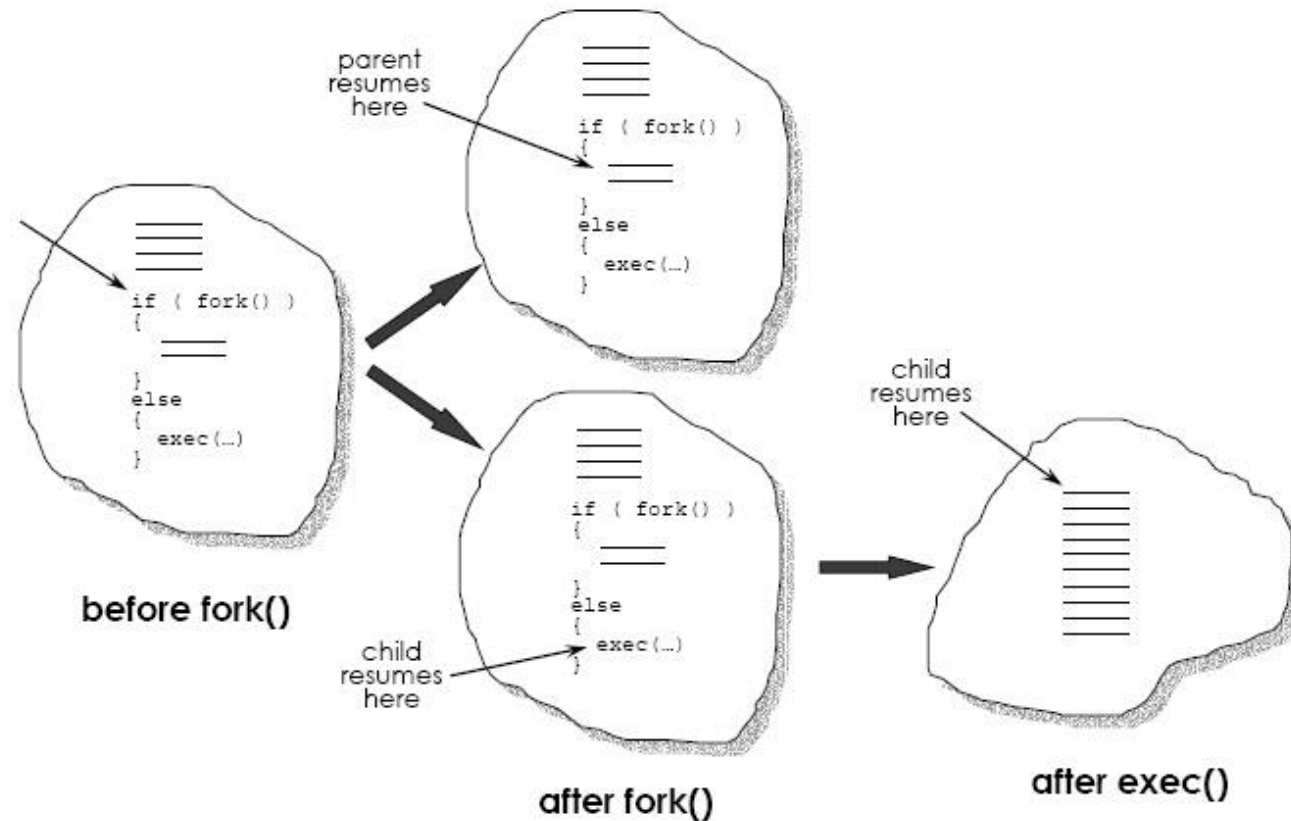 parent
resumes
here
if ( fork() )
{
}
else
{
exec(…)
}
if ( fork() )
{
}
else
{
exec(…)
}
before fork()
if ( fork() )
{
}
else
{
exec(…)
}
child
resumes
here
after fork()
child
resumes
here
after exec()